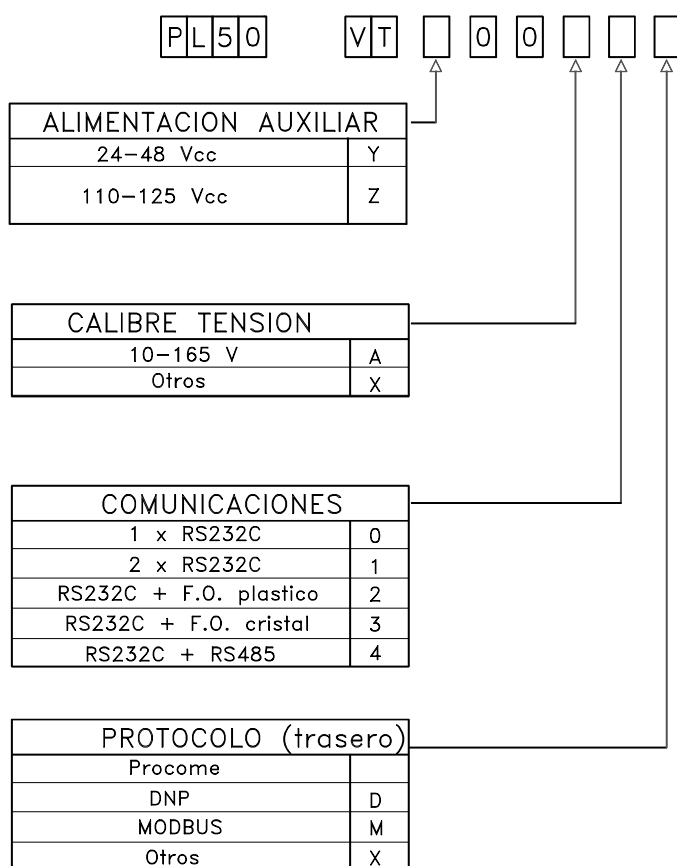 PL50 VT 0 0
ALIMENTACION AUXILIAR
24-48 Vcc Y
110-125 Vcc Z
CALIBRE TENSION
10-165 V A
Otros X
COMUNICACIONES
1 x RS232C 0
2 x RS232C 1
RS232C + F.O. plastico 2
RS232C + F.O. cristal 3
RS232C + RS485 4
PROTOCOLO (trasero)
Procome
DNP D
MODBUS M
Otros X